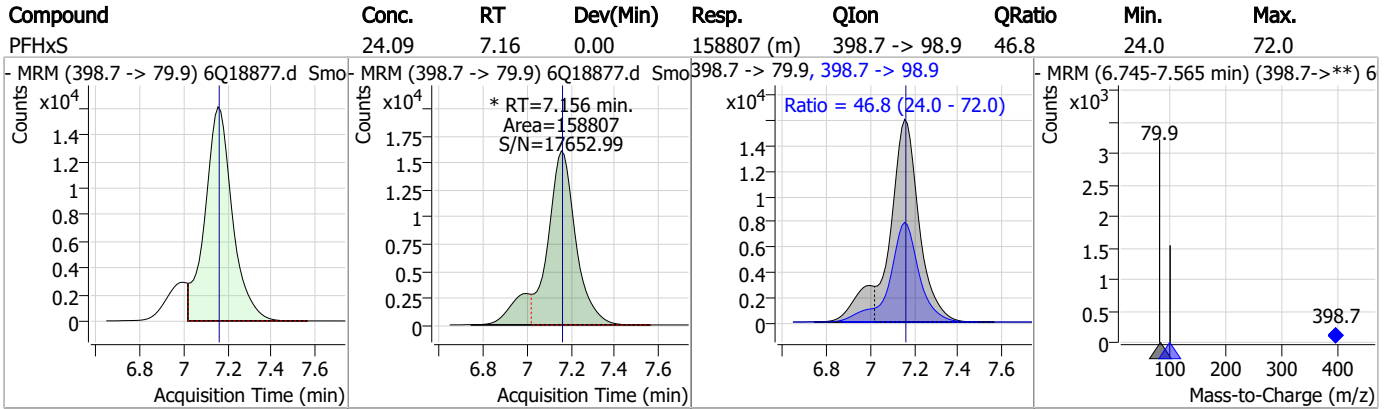 Compound Conc. RT Dev(Min) Resp. QIon QRatio Min. Max.
PFHxS 24.09 7.16 0.00 158807 (m) 398.7 -> 98.9 46.8 24.0 72.0
- MRM (398.7 -> 79.9) 6Q18877.d Smo
Counts
x10⁴
1.4
1.2
1
0.8
0.6
0.4
0.2
0
6.8 7 7.2 7.4 7.6
Acquisition Time (min)
- MRM (398.7 -> 79.9) 6Q18877.d Smo
Counts
x10⁴
* RT=7.156 min.
Area=158807
S/N=17652.99
1.75
1.5
1.25
1
0.75
0.5
0.25
0
6.8 7 7.2 7.4 7.6
Acquisition Time (min)
398.7 -> 79.9, 398.7 -> 98.9
x10⁴
Ratio = 46.8 (24.0 - 72.0)
1.4
1.2
1
0.8
0.6
0.4
0.2
0
6.8 7 7.2 7.4 7.6
Acquisition Time (min)
- MRM (6.745-7.565 min) (398.7->**) 6
Counts
x10³
79.9
3
2.5
2
1.5
1
0.5
0
398.7
100 200 300 400
Mass-to-Charge (m/z)